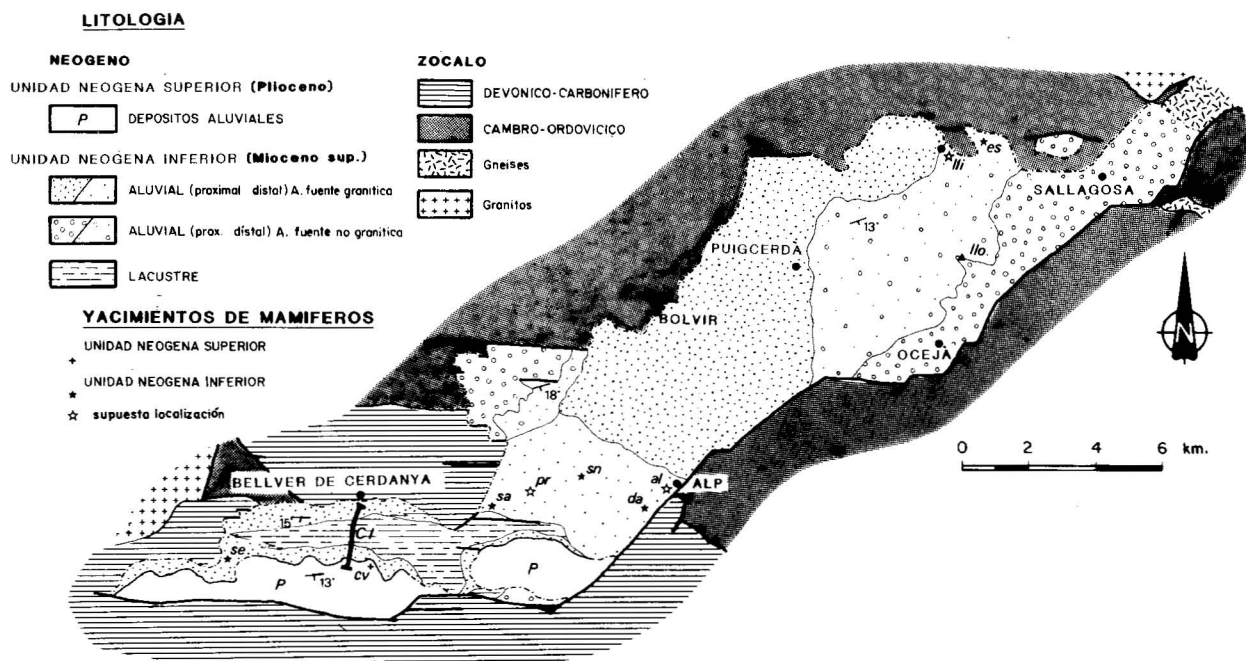 LITOLOGIA
NEOGENO
UNIDAD NEOGENA SUPERIOR (Plioceno)
P DEPOSITOS ALUVIALES
UNIDAD NEOGENA INFERIOR (Mioceno sup.)
ALUVIAL (proximal distal) A. fuente granitica
ALUVIAL (prox. dístal) A. fuente no granitica
LACUSTRE
YACIMIENTOS DE MAMIFEROS
UNIDAD NEOGENA SUPERIOR
+
UNIDAD NEOGENA INFERIOR
★
☆ supuesta localización
ZOCALO
DEVONICO-CARBONIFERO
CAMBRO-ORDOVICIÇO
Gneises
Granitos
es
lli
SALLAGOSA
13°
llo.
PUIGCERDA
BOLVIR
OCEJA
N
18°
0 2 4 6 km.
BELLVER DE CERDANYA
sn
pr
sa
al
ALP
da
15°
C.I.
se
cv
P
13°
P